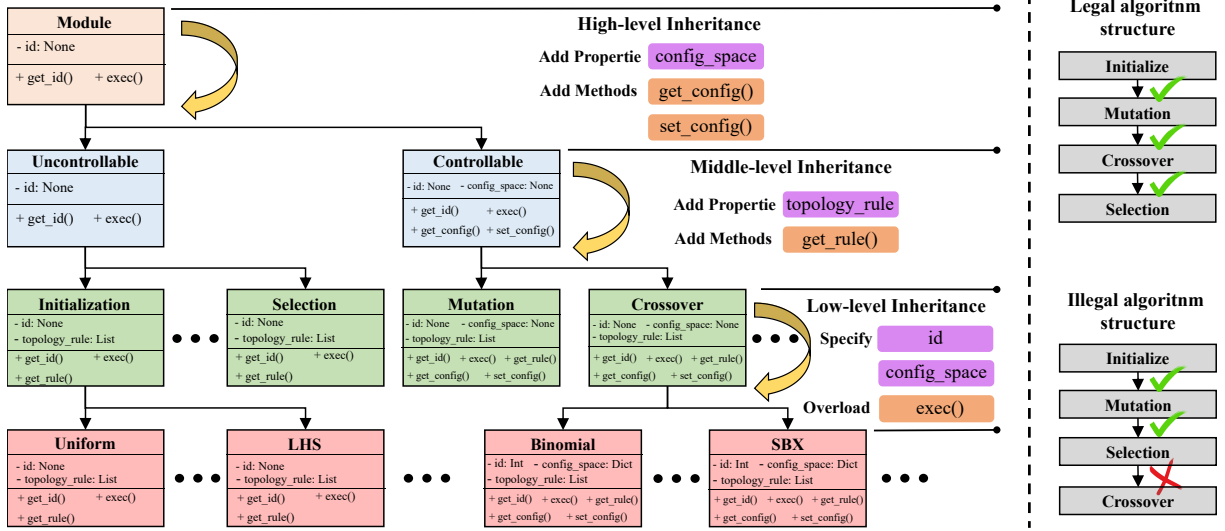 Module
- id: None
+ get_id() + exec()
High-level Inheritance
Add Propertie config_space
Add Methods get_config()
set_config()
Uncontrollable
- id: None
+ get_id() + exec()
Controllable
- id: None - config_space: None
+ get_id() + exec()
+ get_config() + set_config()
Middle-level Inheritance
Add Propertie topology_rule
Add Methods get_rule()
Initialization
- id: None
- topology_rule: List
+ get_id() + exec()
+ get_rule()
Selection
- id: None
- topology_rule: List
+ get_id() + exec()
+ get_rule()
Mutation
- id: None - config_space: None
- topology_rule: List
+ get_id() + exec() + get_rule()
+ get_config() + set_config()
Crossover
- id: None - config_space: None
- topology_rule: List
+ get_id() + exec() + get_rule()
+ get_config() + set_config()
Low-level Inheritance
Specify id
config_space
Overload exec()
Uniform
- id: None
- topology_rule: List
+ get_id() + exec()
+ get_rule()
LHS
- id: None
- topology_rule: List
+ get_id() + exec()
+ get_rule()
Binomial
- id: Int - config_space: Dict
- topology_rule: List
+ get_id() + exec() + get_rule()
+ get_config() + set_config()
SBX
- id: Int - config_space: Dict
- topology_rule: List
+ get_id() + exec() + get_rule()
+ get_config() + set_config()
Legal algoritnm
structure
Initialize
Mutation
Crossover
Selection
Illegal algoritnm
structure
Initialize
Mutation
Selection
Crossover